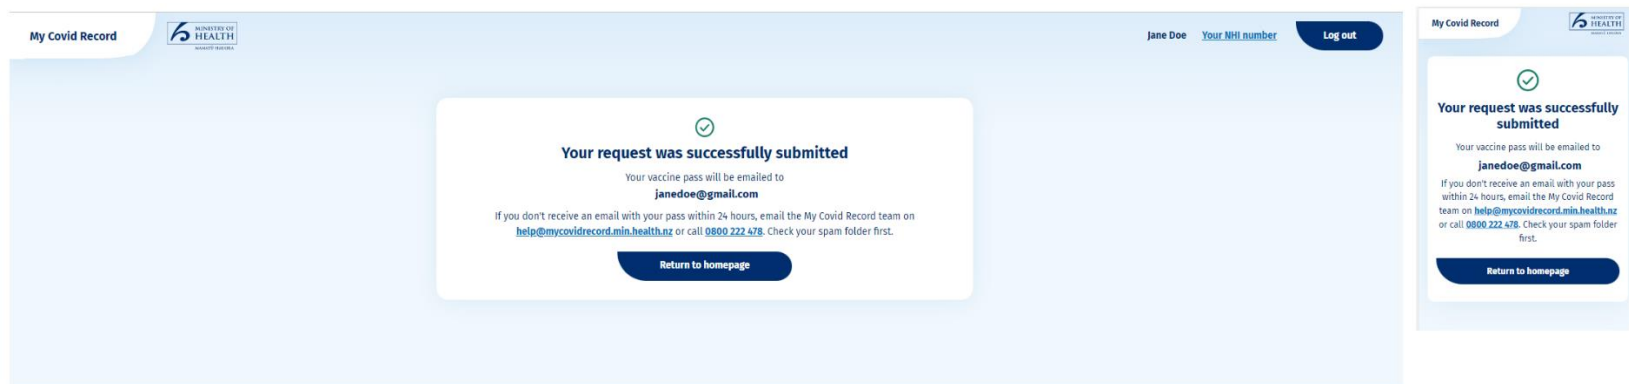 My Covid Record
MINISTRY OF
HEALTH
MANATŪ HAUORA
Jane Doe Your NHI number Log out
Your request was successfully submitted
Your vaccine pass will be emailed to
janedoe@gmail.com
If you don't receive an email with your pass within 24 hours, email the My Covid Record team on
help@mycovidrecord.min.health.nz or call 0800 222 478. Check your spam folder first.
Return to homepage
My Covid Record
MINISTRY OF
HEALTH
MANATŪ HAUORA
Your request was successfully
submitted
Your vaccine pass will be emailed to
janedoe@gmail.com
If you don't receive an email with your pass
within 24 hours, email the My Covid Record
team on help@mycovidrecord.min.health.nz
or call 0800 222 478. Check your spam folder
first.
Return to homepage